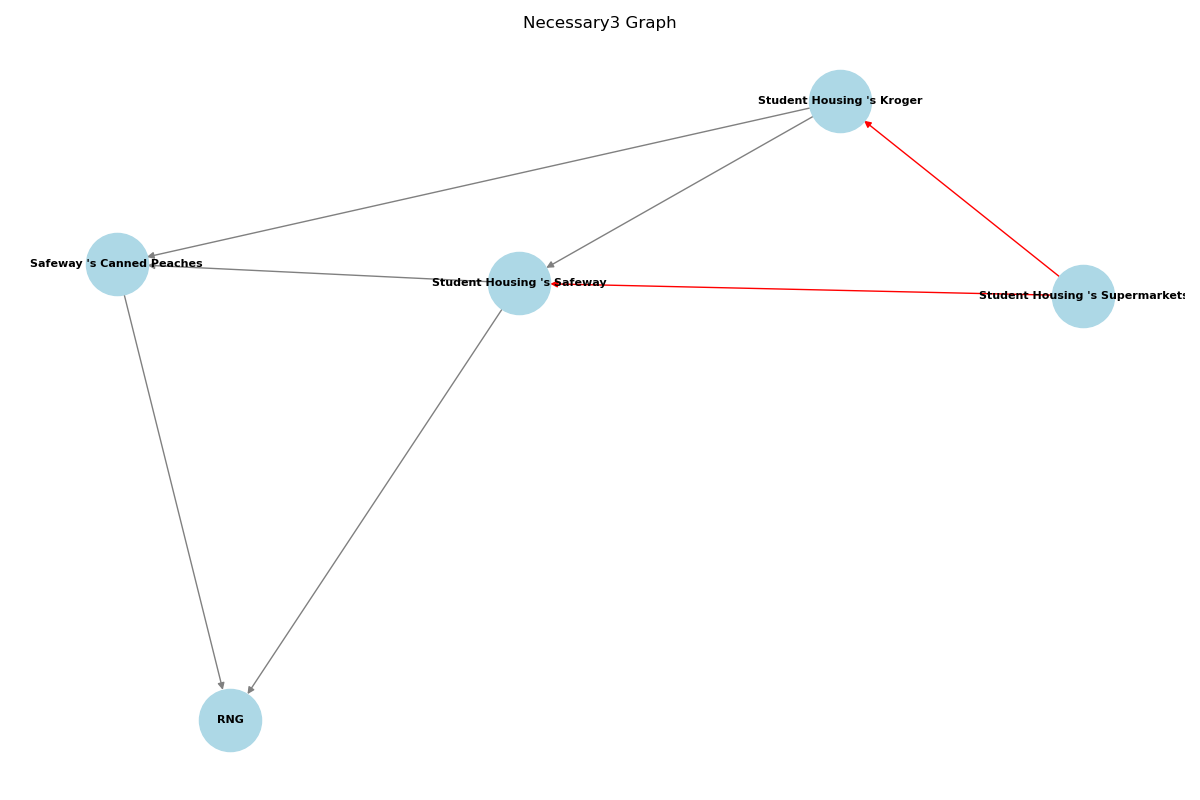 Necessary3 Graph
Student Housing 's Kroger
Safeway 's Canned Peaches
Student Housing 's Safeway
Student Housing 's Supermarkets
RNG